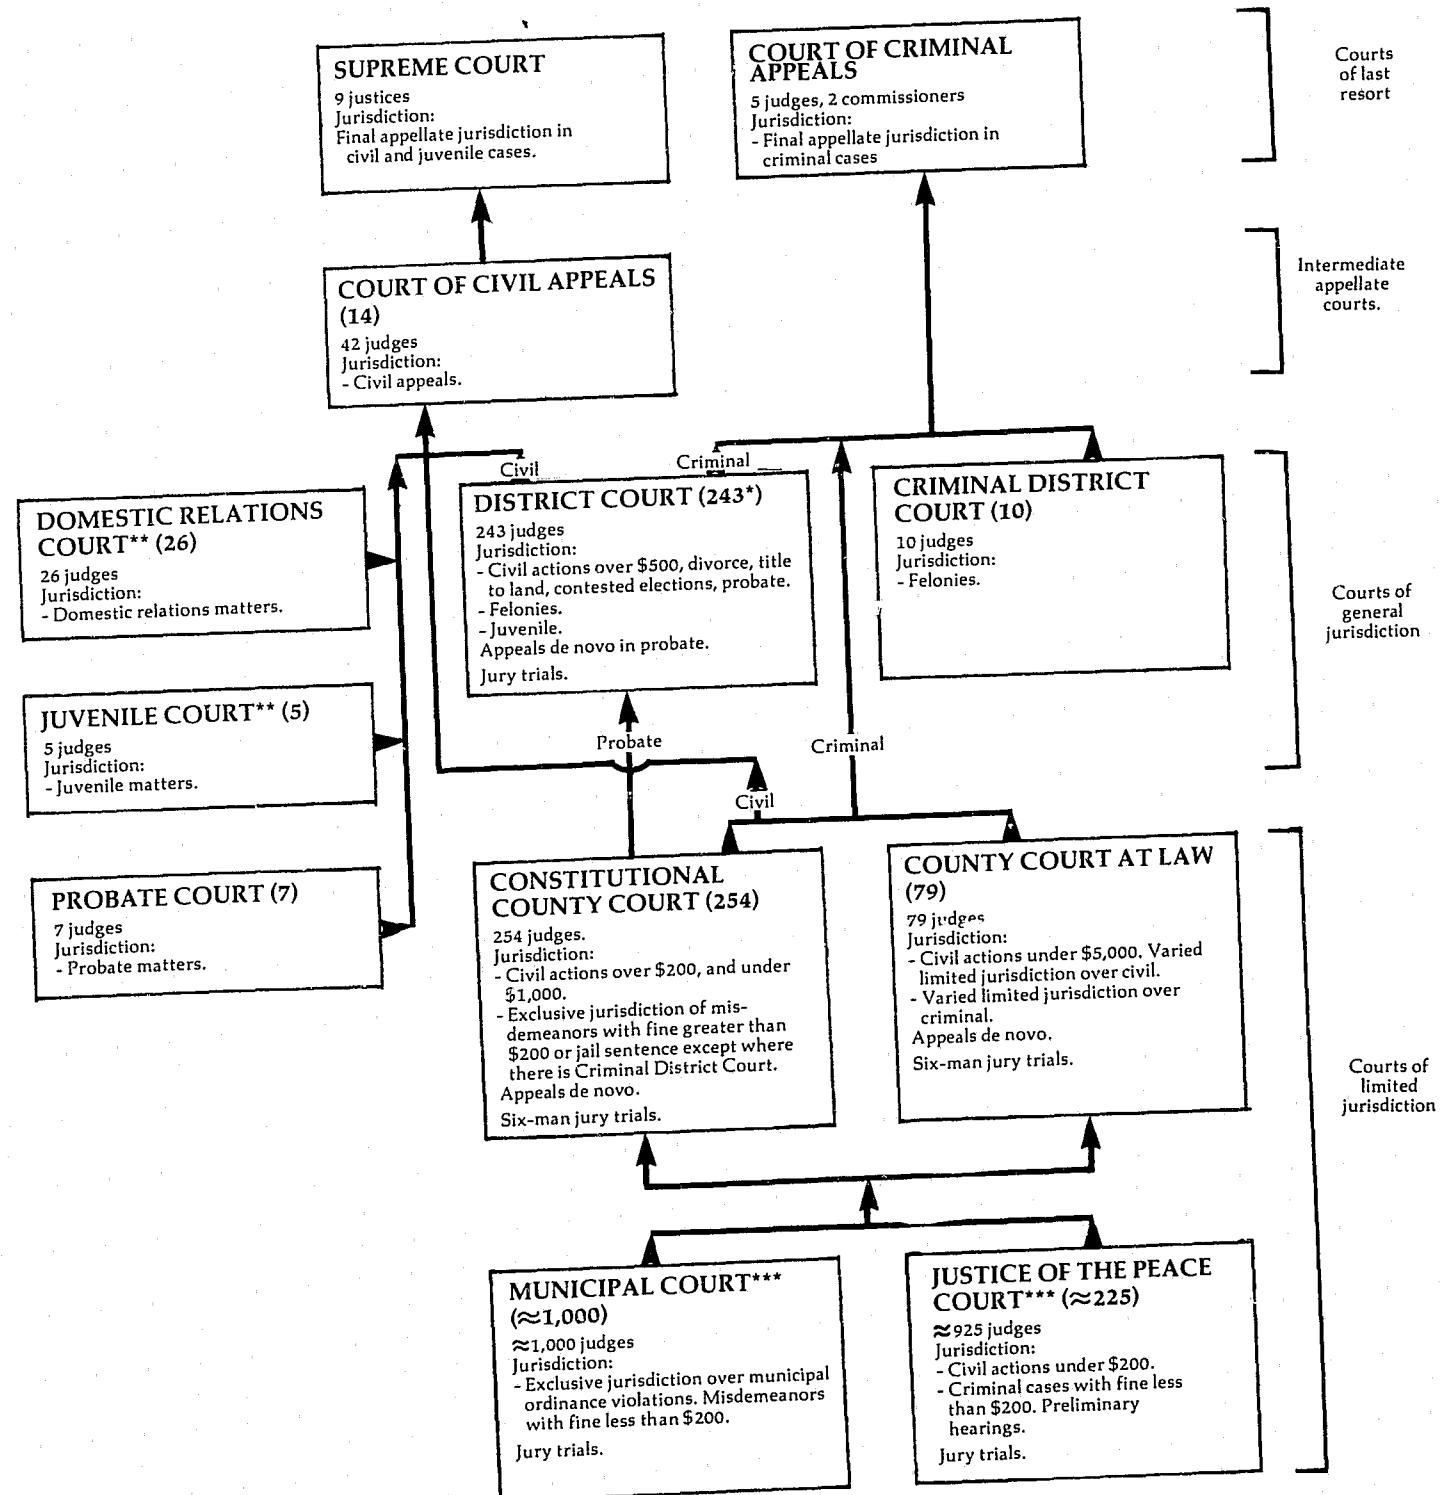 SUPREME COURT
9 justices
Jurisdiction:
Final appellate jurisdiction in
civil and juvenile cases.
COURT OF CRIMINAL
APPEALS
5 judges, 2 commissioners
Jurisdiction:
- Final appellate jurisdiction in
criminal cases
Courts
of last
resort
COURT OF CIVIL APPEALS
(14)
42 judges
Jurisdiction:
- Civil appeals.
Intermediate
appellate
courts.
Civil
Criminal
DOMESTIC RELATIONS
COURT** (26)
26 judges
Jurisdiction:
- Domestic relations matters.
DISTRICT COURT (243*)
243 judges
Jurisdiction:
- Civil actions over $500, divorce, title
to land, contested elections, probate.
- Felonies.
- Juvenile.
Appeals de novo in probate.
Jury trials.
CRIMINAL DISTRICT
COURT (10)
10 judges
Jurisdiction:
- Felonies.
Courts of
general
jurisdiction
JUVENILE COURT** (5)
5 judges
Jurisdiction:
- Juvenile matters.
Probate
Criminal
Civil
PROBATE COURT (7)
7 judges
Jurisdiction:
- Probate matters.
CONSTITUTIONAL
COUNTY COURT (254)
254 judges.
Jurisdiction:
- Civil actions over $200, and under
$1,000.
- Exclusive jurisdiction of mis-
demeanors with fine greater than
$200 or jail sentence except where
there is Criminal District Court.
Appeals de novo.
Six-man jury trials.
COUNTY COURT AT LAW
(79)
79 judges
Jurisdiction:
- Civil actions under $5,000. Varied
limited jurisdiction over civil.
- Varied limited jurisdiction over
criminal.
Appeals de novo.
Six-man jury trials.
Courts of
limited
jurisdiction
MUNICIPAL COURT***
(≈1,000)
≈1,000 judges
Jurisdiction:
- Exclusive jurisdiction over municipal
ordinance violations. Misdemeanors
with fine less than $200.
Jury trials.
JUSTICE OF THE PEACE
COURT*** (≈225)
≈925 judges
Jurisdiction:
- Civil actions under $200.
- Criminal cases with fine less
than $200. Preliminary
hearings.
Jury trials.